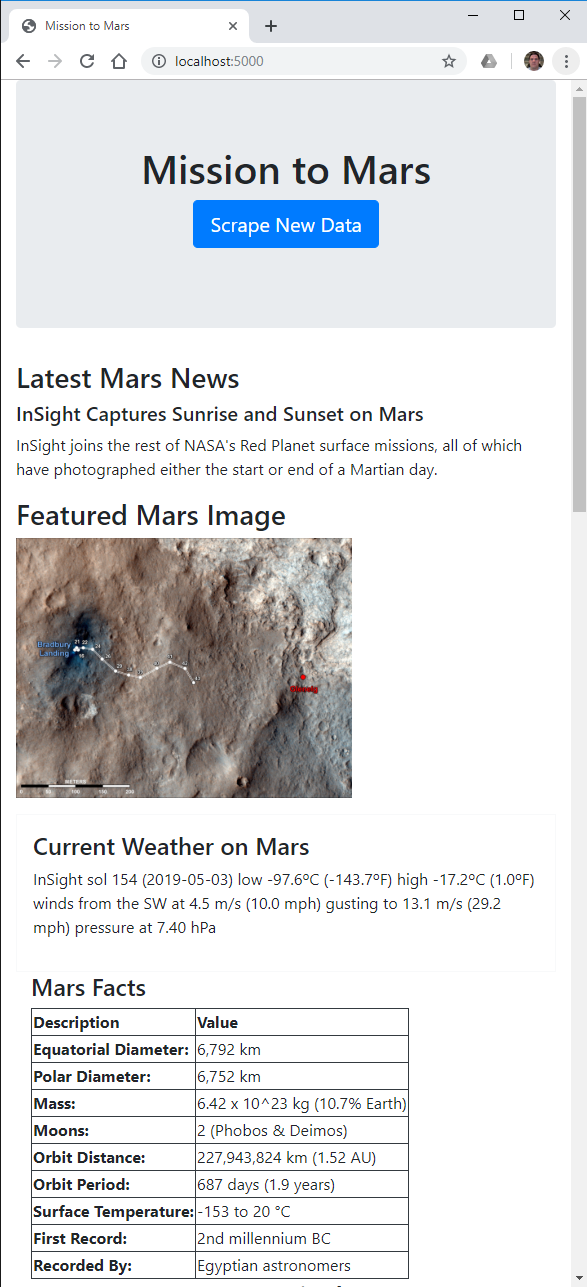 Mission to Mars
localhost:5000
Mission to Mars
Scrape New Data
Latest Mars News
InSight Captures Sunrise and Sunset on Mars
InSight joins the rest of NASA's Red Planet surface missions, all of which
have photographed either the start or end of a Martian day.
Featured Mars Image
Bradbury
Landing
METERS
0 50 100 150 200
Current Weather on Mars
InSight sol 154 (2019-05-03) low -97.6ºC (-143.7ºF) high -17.2ºC (1.0ºF)
winds from the SW at 4.5 m/s (10.0 mph) gusting to 13.1 m/s (29.2
mph) pressure at 7.40 hPa
Mars Facts
Description Value
Equatorial Diameter: 6,792 km
Polar Diameter: 6,752 km
Mass: 6.42 x 10^23 kg (10.7% Earth)
Moons: 2 (Phobos & Deimos)
Orbit Distance: 227,943,824 km (1.52 AU)
Orbit Period: 687 days (1.9 years)
Surface Temperature: -153 to 20 °C
First Record: 2nd millennium BC
Recorded By: Egyptian astronomers